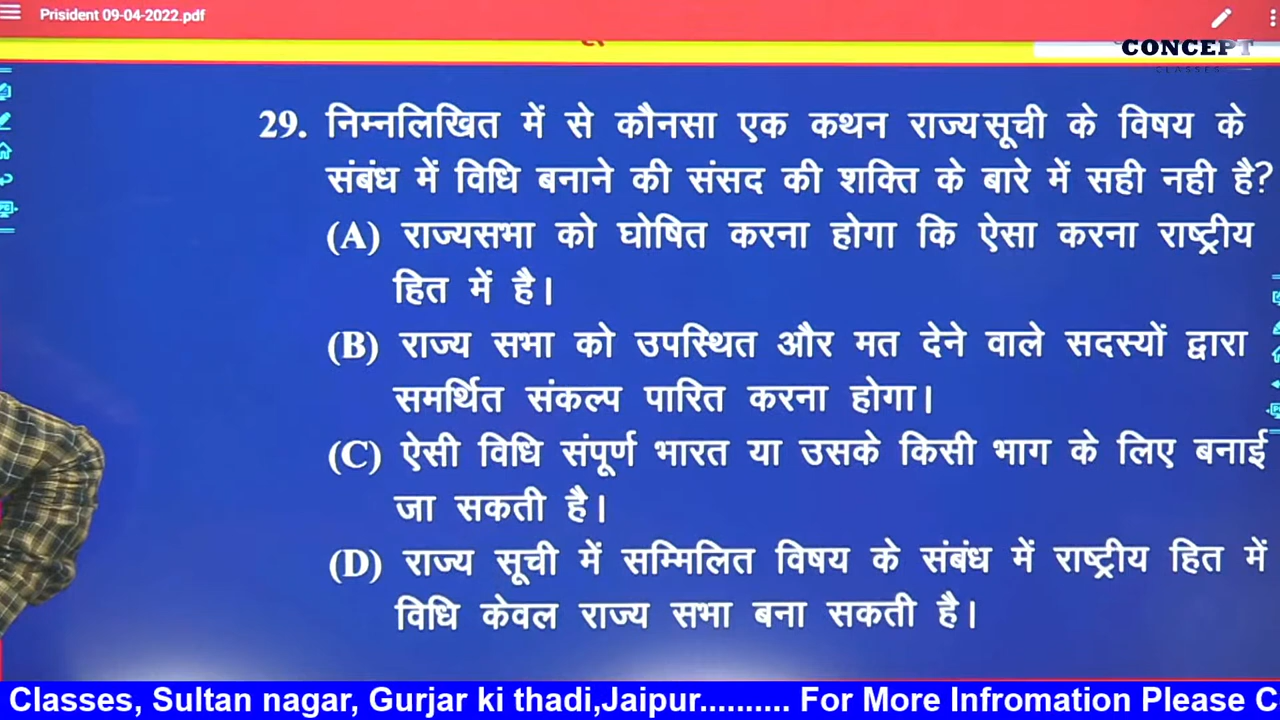 Prisident 09-04-2022.pdf
CONCEPT
CLASSES
29. निम्नलिखित में से कौनसा एक कथन राज्यसूची के विषय के
संबंध में विधि बनाने की संसद की शक्ति के बारे में सही नही है?
(A) राज्यसभा को घोषित करना होगा कि ऐसा करना राष्ट्रीय
हित में है।
(B) राज्य सभा को उपस्थित और मत देने वाले सदस्यों द्वारा
समर्थित संकल्प पारित करना होगा।
(C) ऐसी विधि संपूर्ण भारत या उसके किसी भाग के लिए बनाई
जा सकती है।
(D) राज्य सूची में सम्मिलित विषय के संबंध में राष्ट्रीय हित में
विधि केवल राज्य सभा बना सकती है।
Classes, Sultan nagar, Gurjar ki thadi,Jaipur.......... For More Infromation Please C